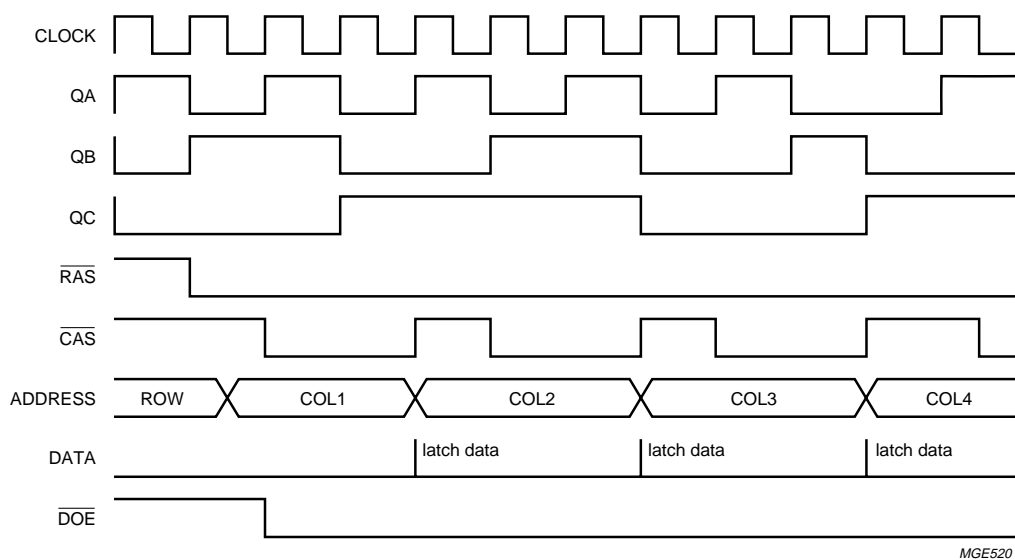 CLOCK
QA
QB
QC
RAS
CAS
ADDRESS ROW COL1 COL2 COL3 COL4
DATA latch data latch data latch data
DOE
MGE520